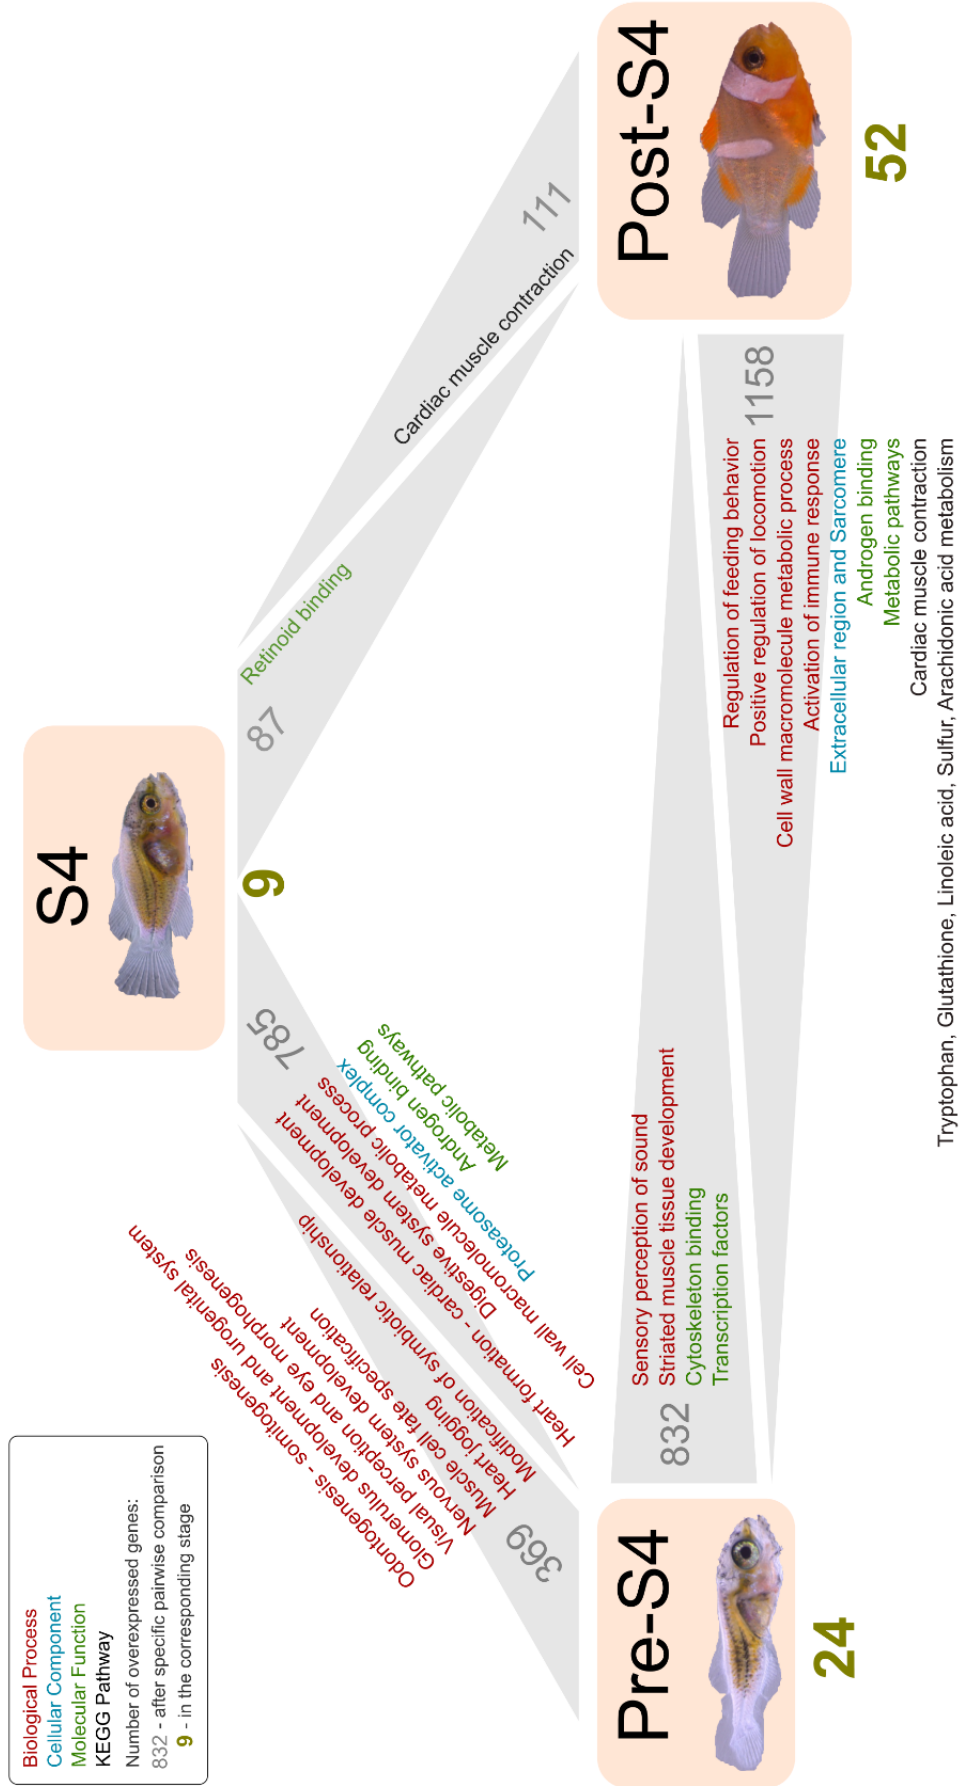 Biological Process
Cellular Component
Molecular Function
KEGG Pathway
Number of overexpressed genes:
832 - after specific pairwise comparison
9 - in the corresponding stage
S4
9
785
87
Retinoid binding
Cardiac muscle contraction
111
Odontogenesis - somitogenesis
Glomerulus development and urogenital system
Visual perception and eye morphogenesis
Nervous system development
Muscle cell fate specification
Heart jogging
Modification of symbiotic relationship
369
Heart formation - cardiac muscle development
Digestive system development
Cell wall macromolecule metabolic process
Proteasome activator complex
Androgen binding
Metabolic pathways
Pre-S4
24
Post-S4
52
832
Sensory perception of sound
Striated muscle tissue development
Cytoskeleton binding
Transcription factors
1158
Regulation of feeding behavior
Positive regulation of locomotion
Cell wall macromolecule metabolic process
Activation of immune response
Extracellular region and Sarcomere
Androgen binding
Metabolic pathways
Cardiac muscle contraction
Tryptophan, Glutathione, Linoleic acid, Sulfur, Arachidonic acid metabolism